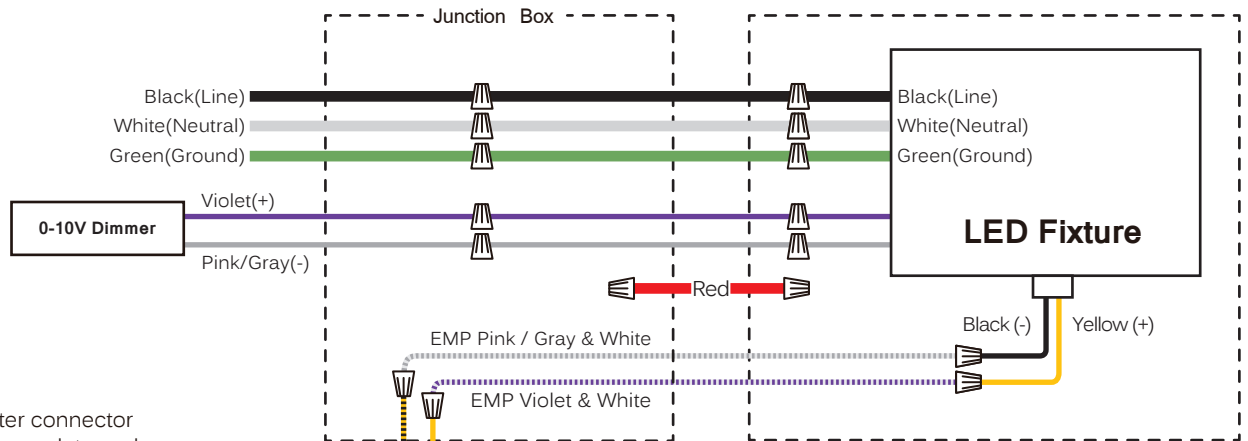 Junction Box
Black(Line)
Black(Line)
White(Neutral)
White(Neutral)
Green(Ground)
Green(Ground)
Violet(+)
0-10V Dimmer
LED Fixture
Pink/Gray(-)
Red
Black (-)
Yellow (+)
EMP Pink / Gray & White
EMP Violet & White
ter connector